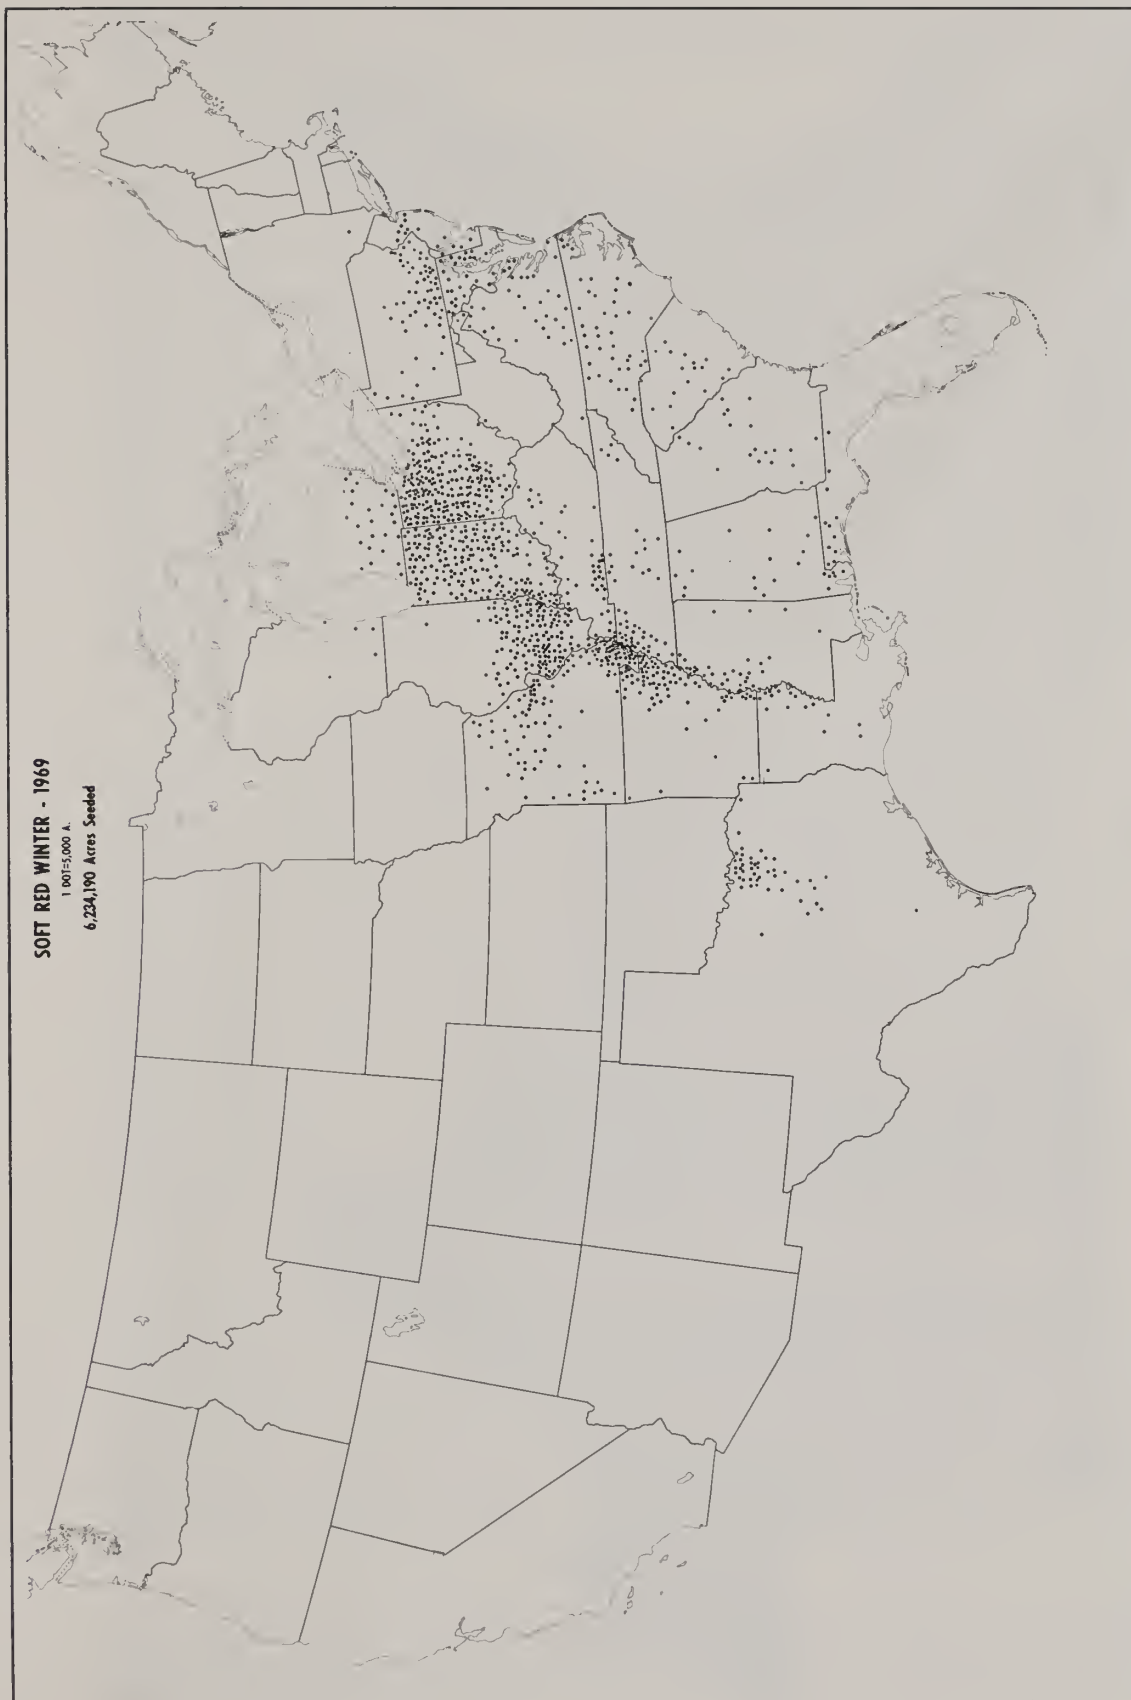 SOFT RED WINTER - 1969
1 DOT=5,000 A.
6,234,190 Acres Seeded